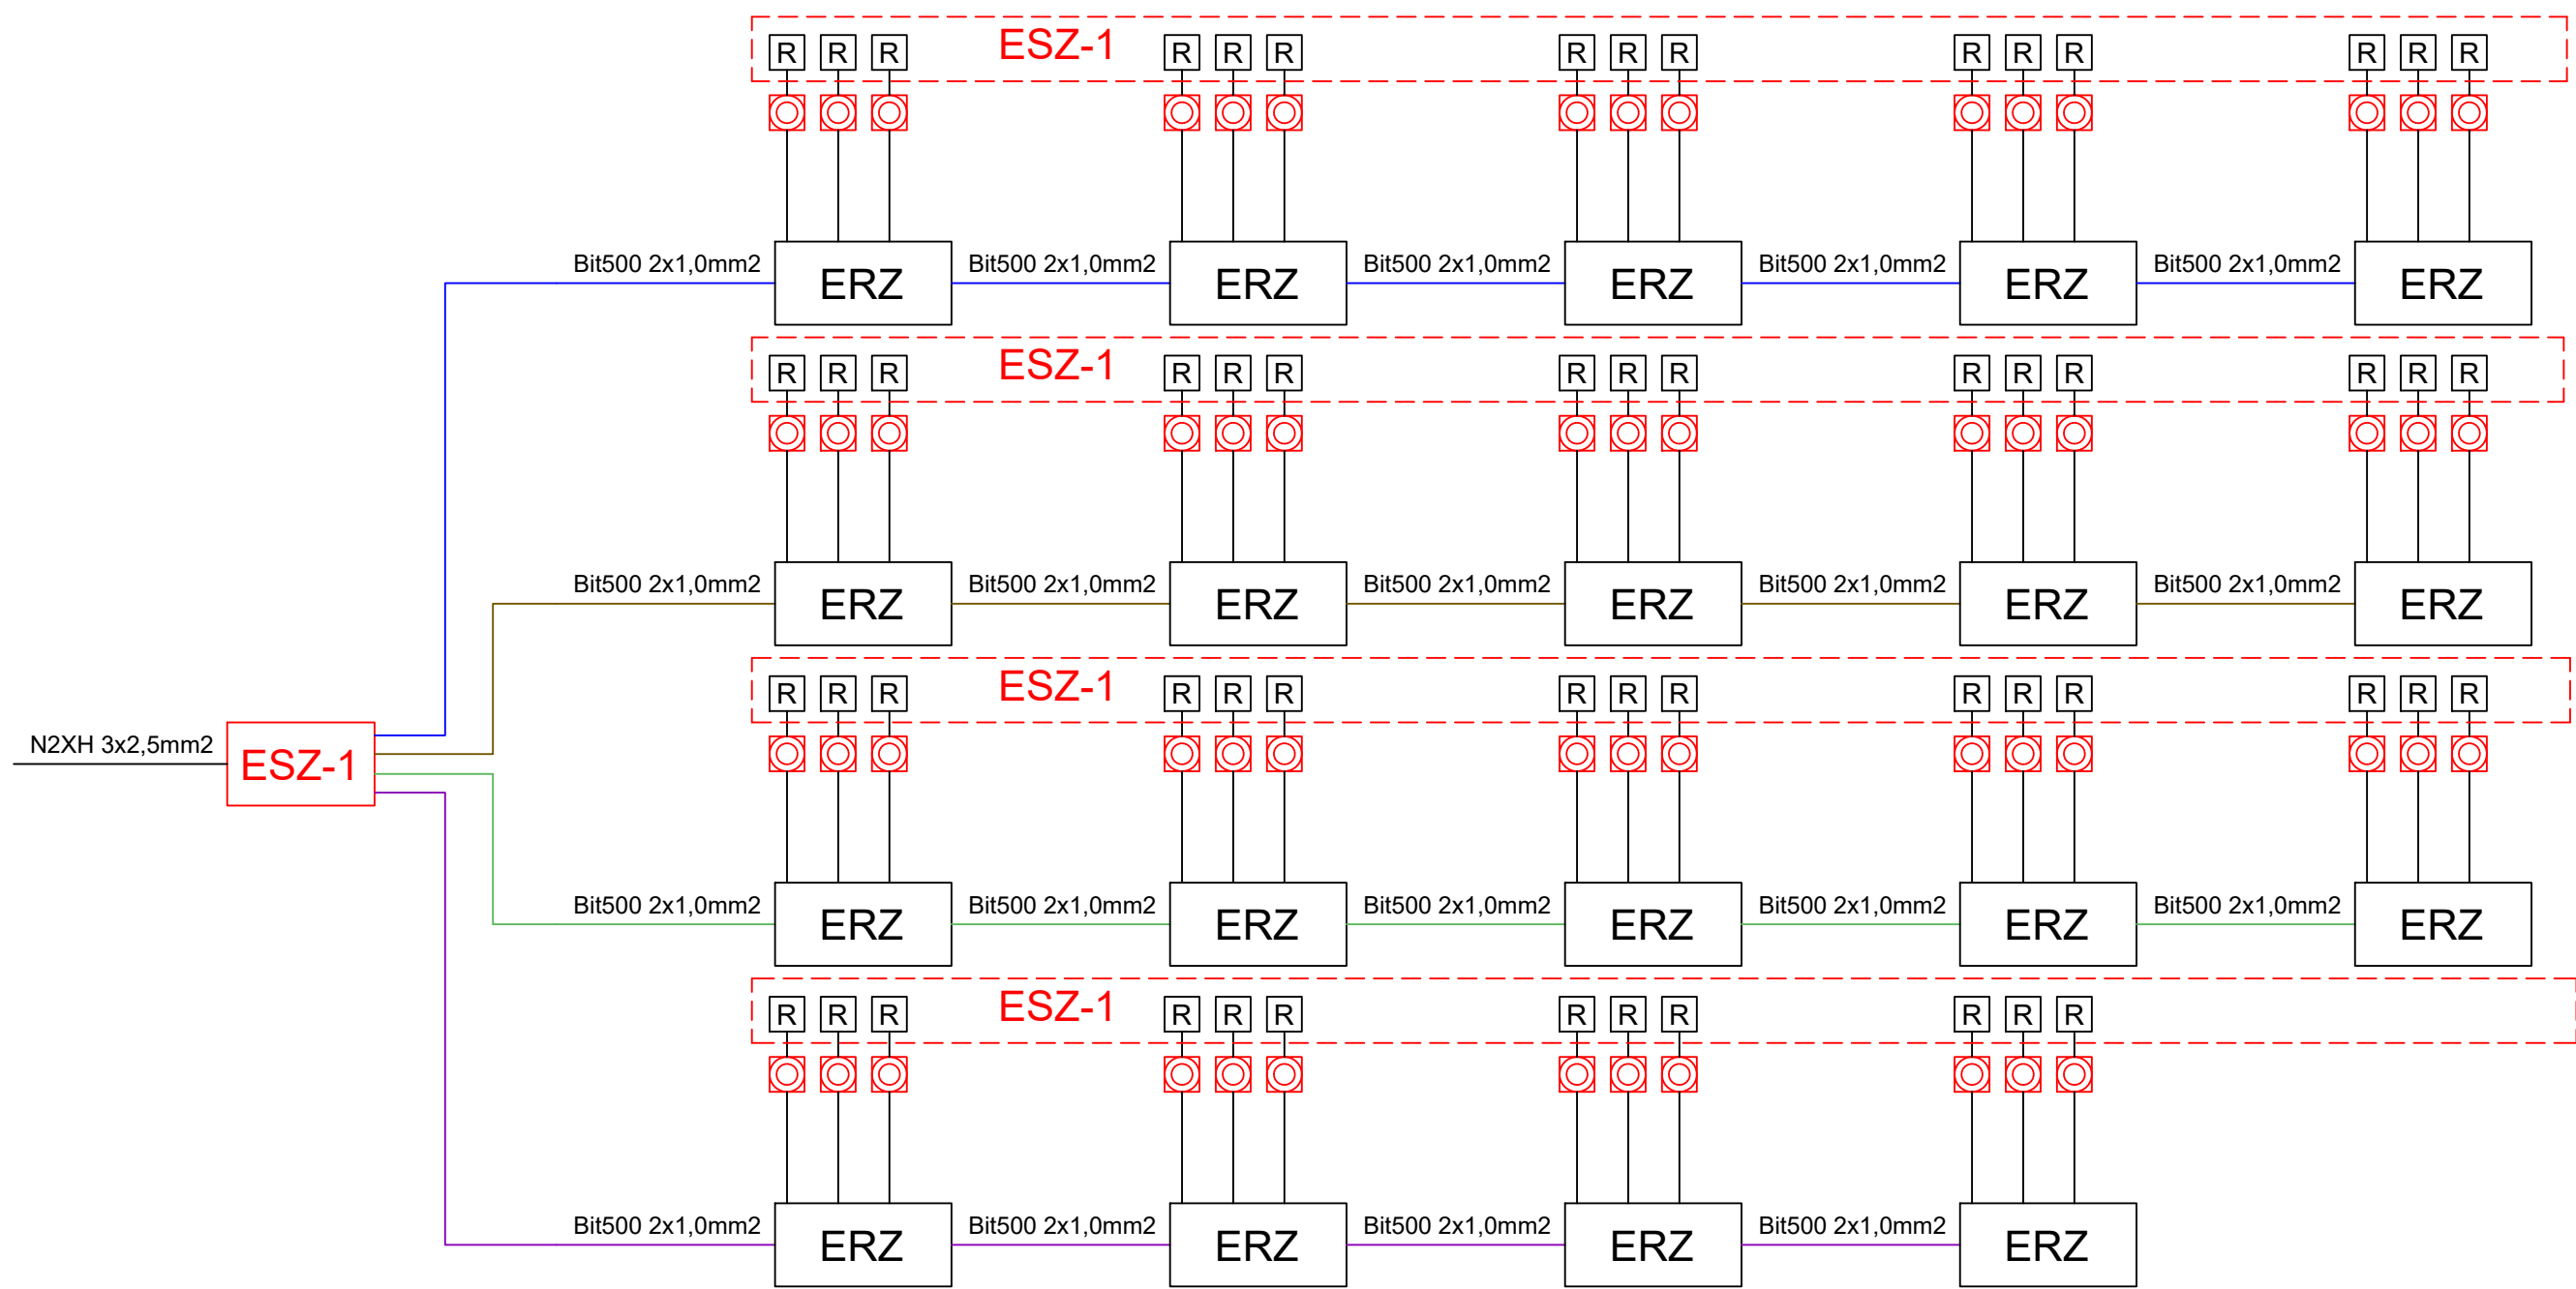 R R R ESZ-1 R R R R R R R R R R R R
Bit500 2x1,0mm2 ERZ Bit500 2x1,0mm2 ERZ Bit500 2x1,0mm2 ERZ Bit500 2x1,0mm2 ERZ Bit500 2x1,0mm2 ERZ
R R R ESZ-1 R R R R R R R R R R R R
Bit500 2x1,0mm2 ERZ Bit500 2x1,0mm2 ERZ Bit500 2x1,0mm2 ERZ Bit500 2x1,0mm2 ERZ Bit500 2x1,0mm2 ERZ
R R R ESZ-1 R R R R R R R R R R R R
N2XH 3x2,5mm2 ESZ-1
Bit500 2x1,0mm2 ERZ Bit500 2x1,0mm2 ERZ Bit500 2x1,0mm2 ERZ Bit500 2x1,0mm2 ERZ Bit500 2x1,0mm2 ERZ
R R R ESZ-1 R R R R R R R R R
Bit500 2x1,0mm2 ERZ Bit500 2x1,0mm2 ERZ Bit500 2x1,0mm2 ERZ Bit500 2x1,0mm2 ERZ